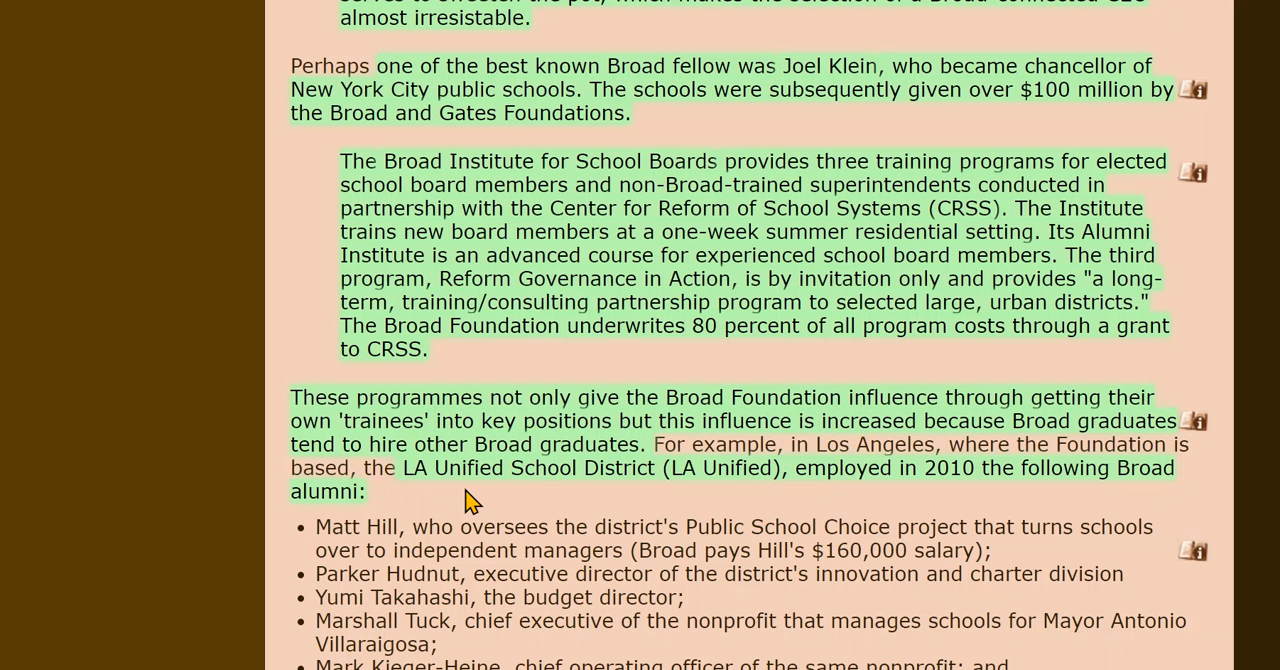 almost irresistable.
Perhaps one of the best known Broad fellow was Joel Klein, who became chancellor of
New York City public schools. The schools were subsequently given over $100 million by
the Broad and Gates Foundations.
The Broad Institute for School Boards provides three training programs for elected
school board members and non-Broad-trained superintendents conducted in
partnership with the Center for Reform of School Systems (CRSS). The Institute
trains new board members at a one-week summer residential setting. Its Alumni
Institute is an advanced course for experienced school board members. The third
program, Reform Governance in Action, is by invitation only and provides "a long-
term, training/consulting partnership program to selected large, urban districts."
The Broad Foundation underwrites 80 percent of all program costs through a grant
to CRSS.
These programmes not only give the Broad Foundation influence through getting their
own 'trainees' into key positions but this influence is increased because Broad graduates
tend to hire other Broad graduates. For example, in Los Angeles, where the Foundation is
based, the LA Unified School District (LA Unified), employed in 2010 the following Broad
alumni:
• Matt Hill, who oversees the district's Public School Choice project that turns schools
over to independent managers (Broad pays Hill's $160,000 salary);
• Parker Hudnut, executive director of the district's innovation and charter division
• Yumi Takahashi, the budget director;
• Marshall Tuck, chief executive of the nonprofit that manages schools for Mayor Antonio
Villaraigosa;
• Mark Kieger-Heine, chief operating officer of the same nonprofit; and